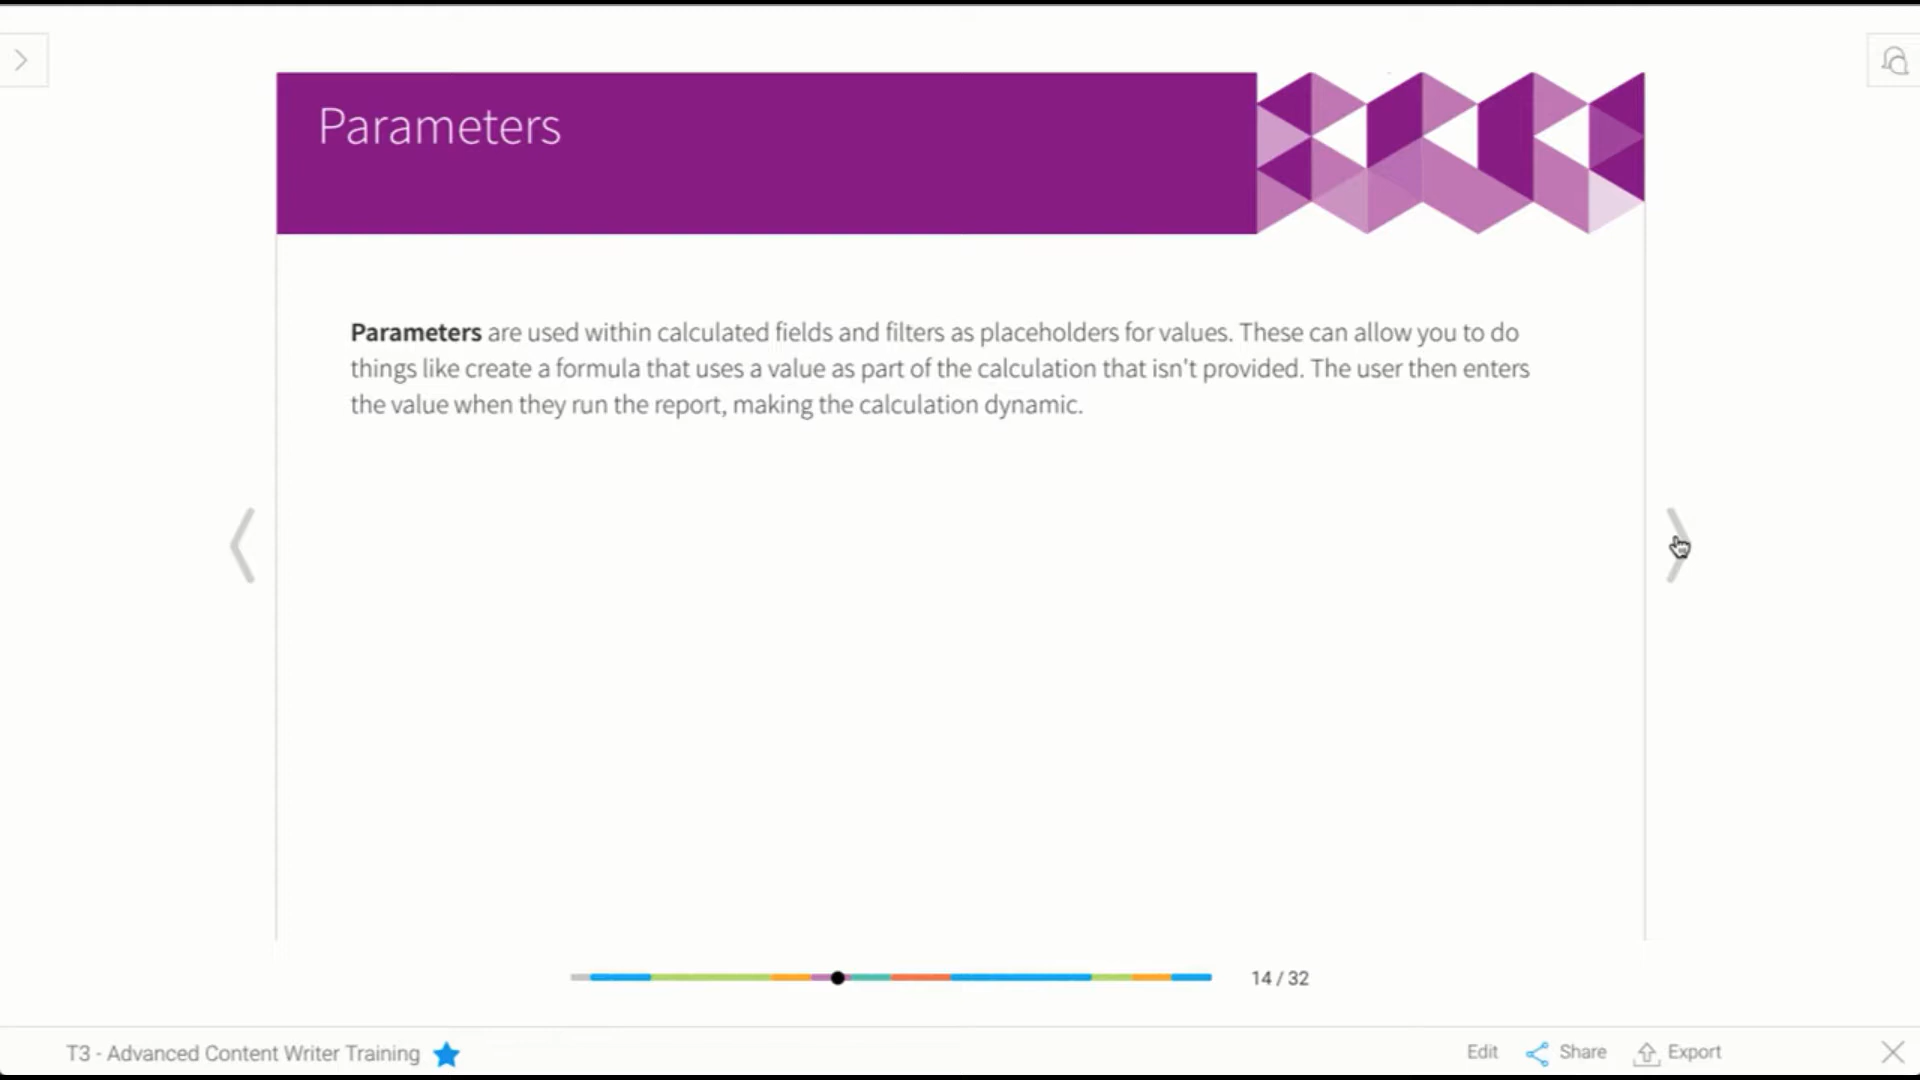 Parameters
Parameters are used within calculated fields and filters as placeholders for values. These can allow you to do
things like create a formula that uses a value as part of the calculation that isn't provided. The user then enters
the value when they run the report, making the calculation dynamic.
14 / 32
T3 - Advanced Content Writer Training
Edit
Share
Export